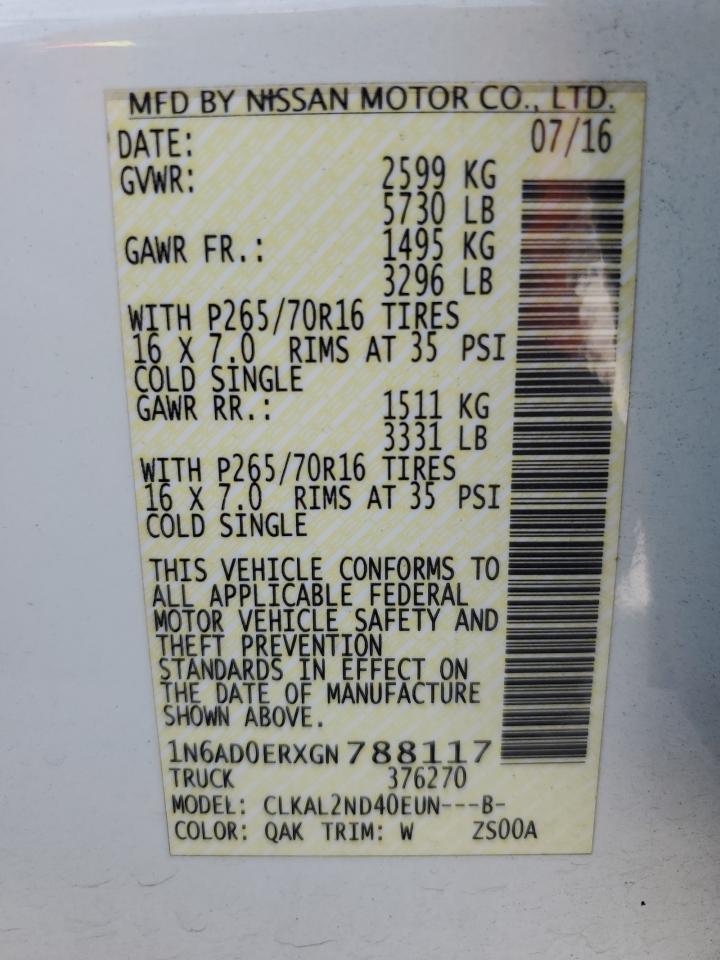 MFD BY NISSAN MOTOR CO., LTD.
DATE: 07/16
GVWR: 2599 KG
5730 LB
GAWR FR.: 1495 KG
3296 LB
WITH P265/70R16 TIRES
16 X 7.0 RIMS AT 35 PSI
COLD SINGLE
GAWR RR.: 1511 KG
3331 LB
WITH P265/70R16 TIRES
16 X 7.0 RIMS AT 35 PSI
COLD SINGLE
THIS VEHICLE CONFORMS TO
ALL APPLICABLE FEDERAL
MOTOR VEHICLE SAFETY AND
THEFT PREVENTION
STANDARDS IN EFFECT ON
THE DATE OF MANUFACTURE
SHOWN ABOVE.
1N6AD0ERXGN788117
TRUCK 376270
MODEL: CLKAL2ND40EUN---B-
COLOR: QAK TRIM: W ZS00A